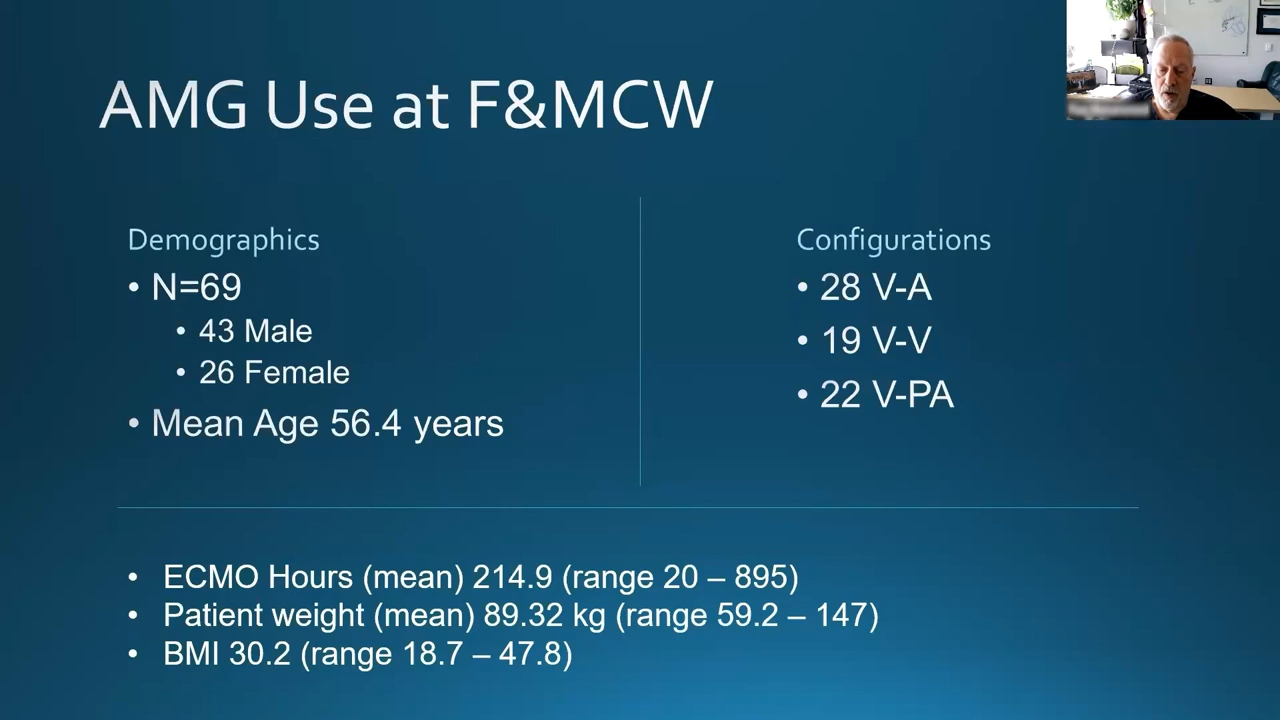 AMG Use at F&MCW
Demographics
• N=69
• 43 Male
• 26 Female
• Mean Age 56.4 years
Configurations
• 28 V-A
• 19 V-V
• 22 V-PA
• ECMO Hours (mean) 214.9 (range 20 – 895)
• Patient weight (mean) 89.32 kg (range 59.2 – 147)
• BMI 30.2 (range 18.7 – 47.8)